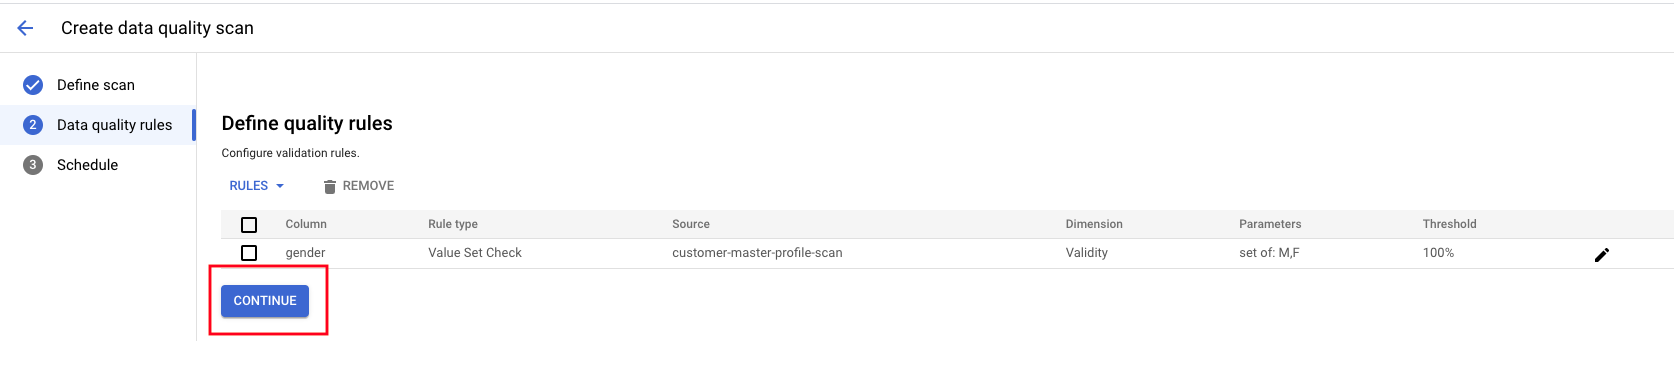 Create data quality scan
Define scan
2 Data quality rules
3 Schedule
Define quality rules
Configure validation rules.
RULES REMOVE
Column Rule type Source Dimension Parameters Threshold
gender Value Set Check customer-master-profile-scan Validity set of: M,F 100%
CONTINUE